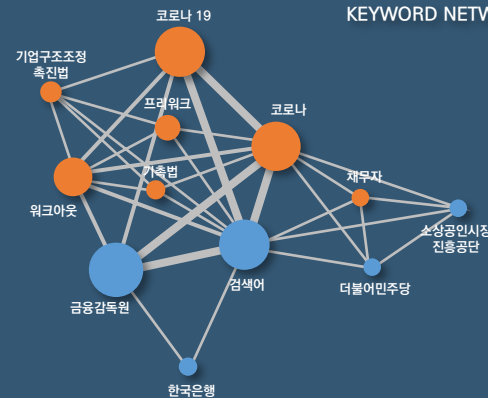 KEYWORD NETW
코로나 19
기업구조조정
촉진법
프리워크
코로나
기촉법
채무자
워크아웃
소상공인시장
진흥공단
검색어
더불어민주당
금융감독원
한국은행